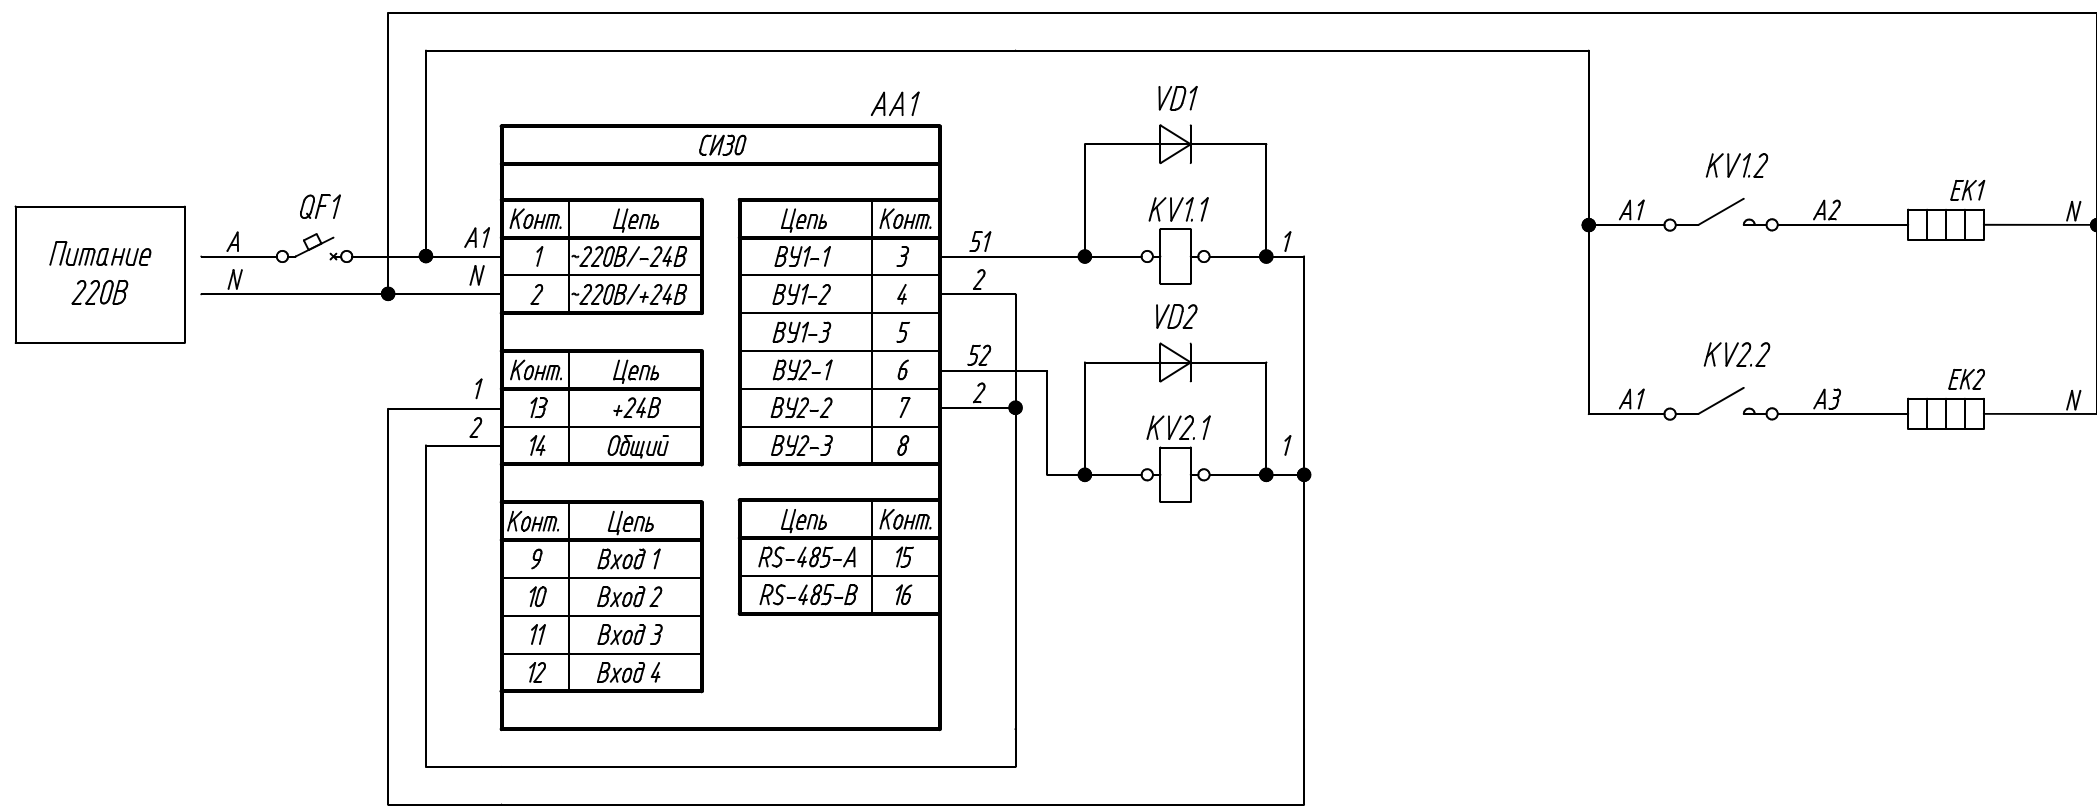 AA1
VD1
СИ30
KV1.2
QF1
Конт. Цепь
Цепь Конт.
KV1.1
A1
A2
EK1
N
Питание
220В
A
A1
1 ~220В/-24В
ВУ1-1 3
51
1
N
N
2 ~220В/+24В
ВУ1-2 4
2
VD2
ВУ1-3 5
KV2.2
1
Конт. Цепь
ВУ2-1 6
52
A1
A3
EK2
N
13 +24В
ВУ2-2 7
2
2
14 Общий
ВУ2-3 8
KV2.1
1
Конт. Цепь
Цепь Конт.
9 Вход 1
RS-485-A 15
10 Вход 2
RS-485-B 16
11 Вход 3
12 Вход 4